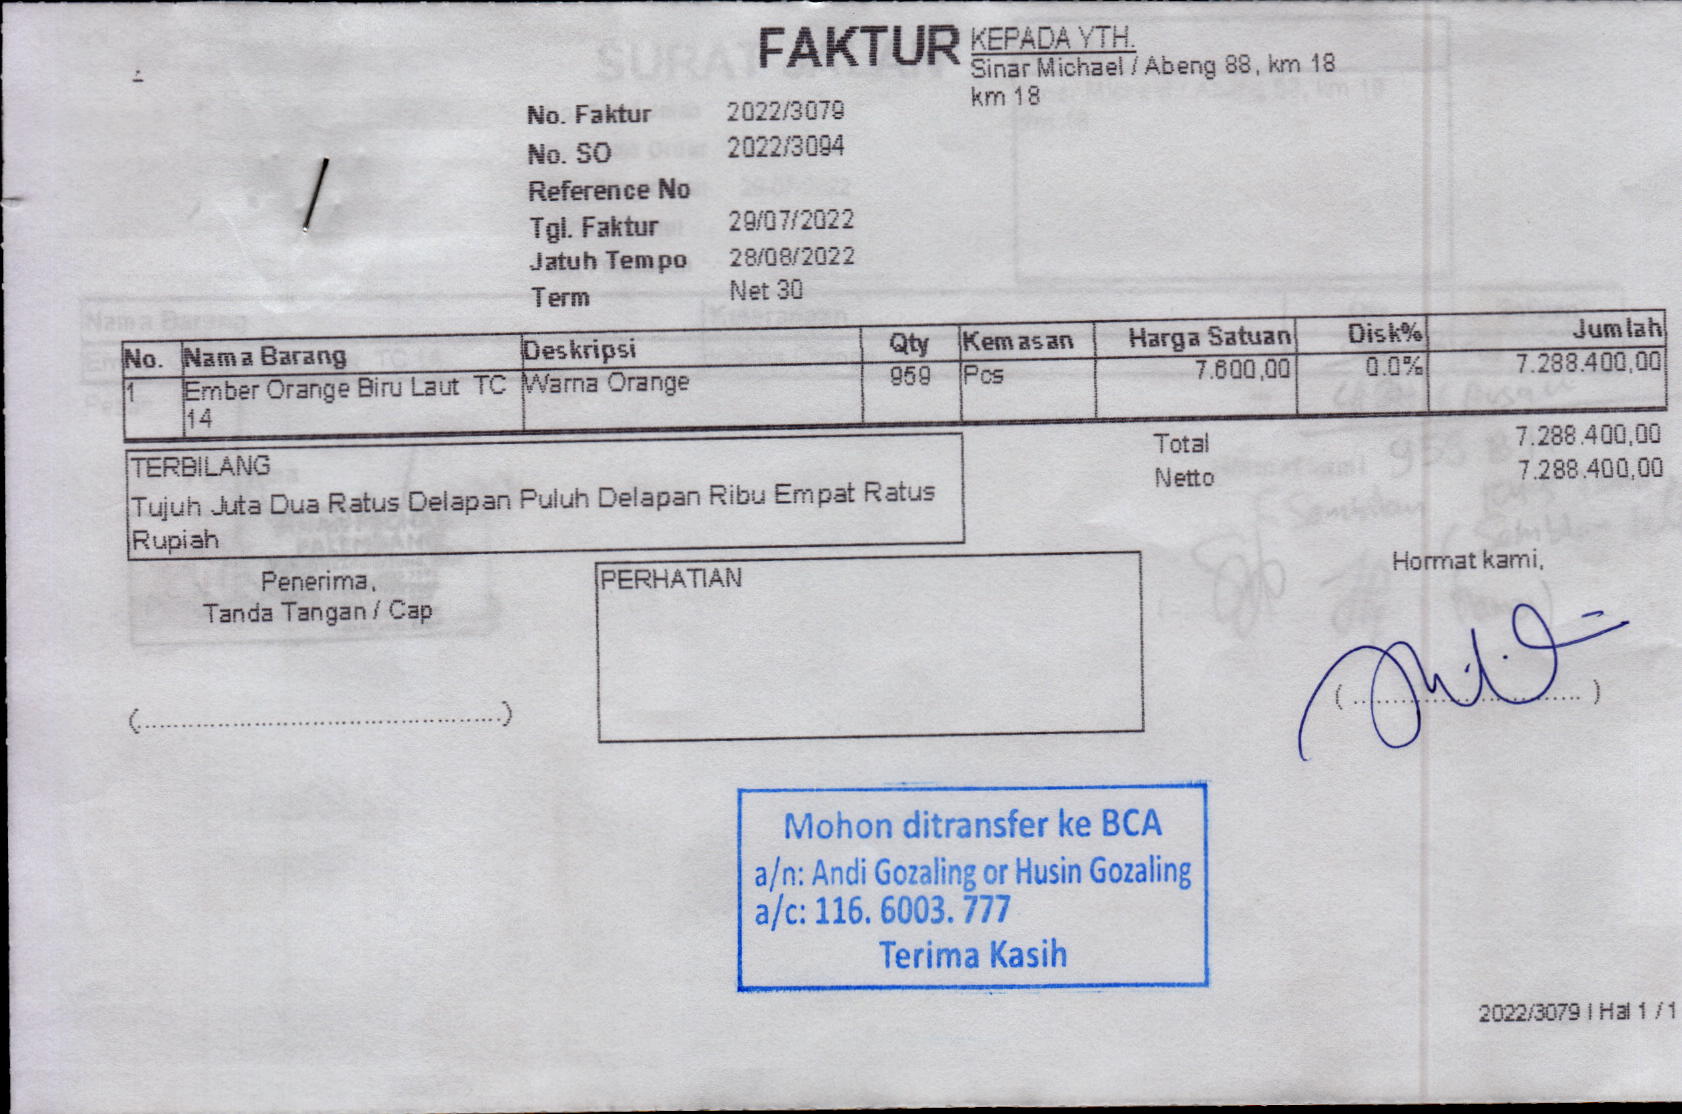 FAKTUR
KEPADA YTH.
Sinar Michael / Abeng 88, km 18
km 18
No. Faktur 2022/3079
No. SO 2022/3094
Reference No
Tgl. Faktur 29/07/2022
Jatuh Tempo 28/08/2022
Term Net 30
No. Nama Barang Deskripsi Qty Kemasan Harga Satuan Disk% Jumlah
1 Ember Orange Biru Laut TC Warna Orange 959 Pcs 7.600,00 0.0% 7.288.400,00
14
Total 7.288.400,00
Netto 7.288.400,00
TERBILANG
Tujuh Juta Dua Ratus Delapan Puluh Delapan Ribu Empat Ratus
Rupiah
Penerima,
Tanda Tangan / Cap
PERHATIAN
Hormat kami,
Mohon ditransfer ke BCA
a/n: Andi Gozaling or Husin Gozaling
a/c: 116. 6003. 777
Terima Kasih
2022/3079 | Hal 1 / 1